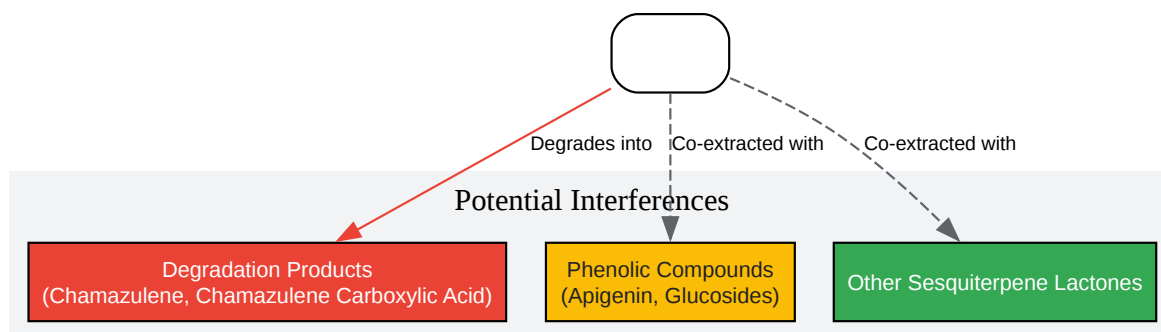 Degrades into
Co-extracted with
Co-extracted with
Potential Interferences
Degradation Products
(Chamazulene, Chamazulene Carboxylic Acid)
Phenolic Compounds
(Apigenin, Glucosides)
Other Sesquiterpene Lactones